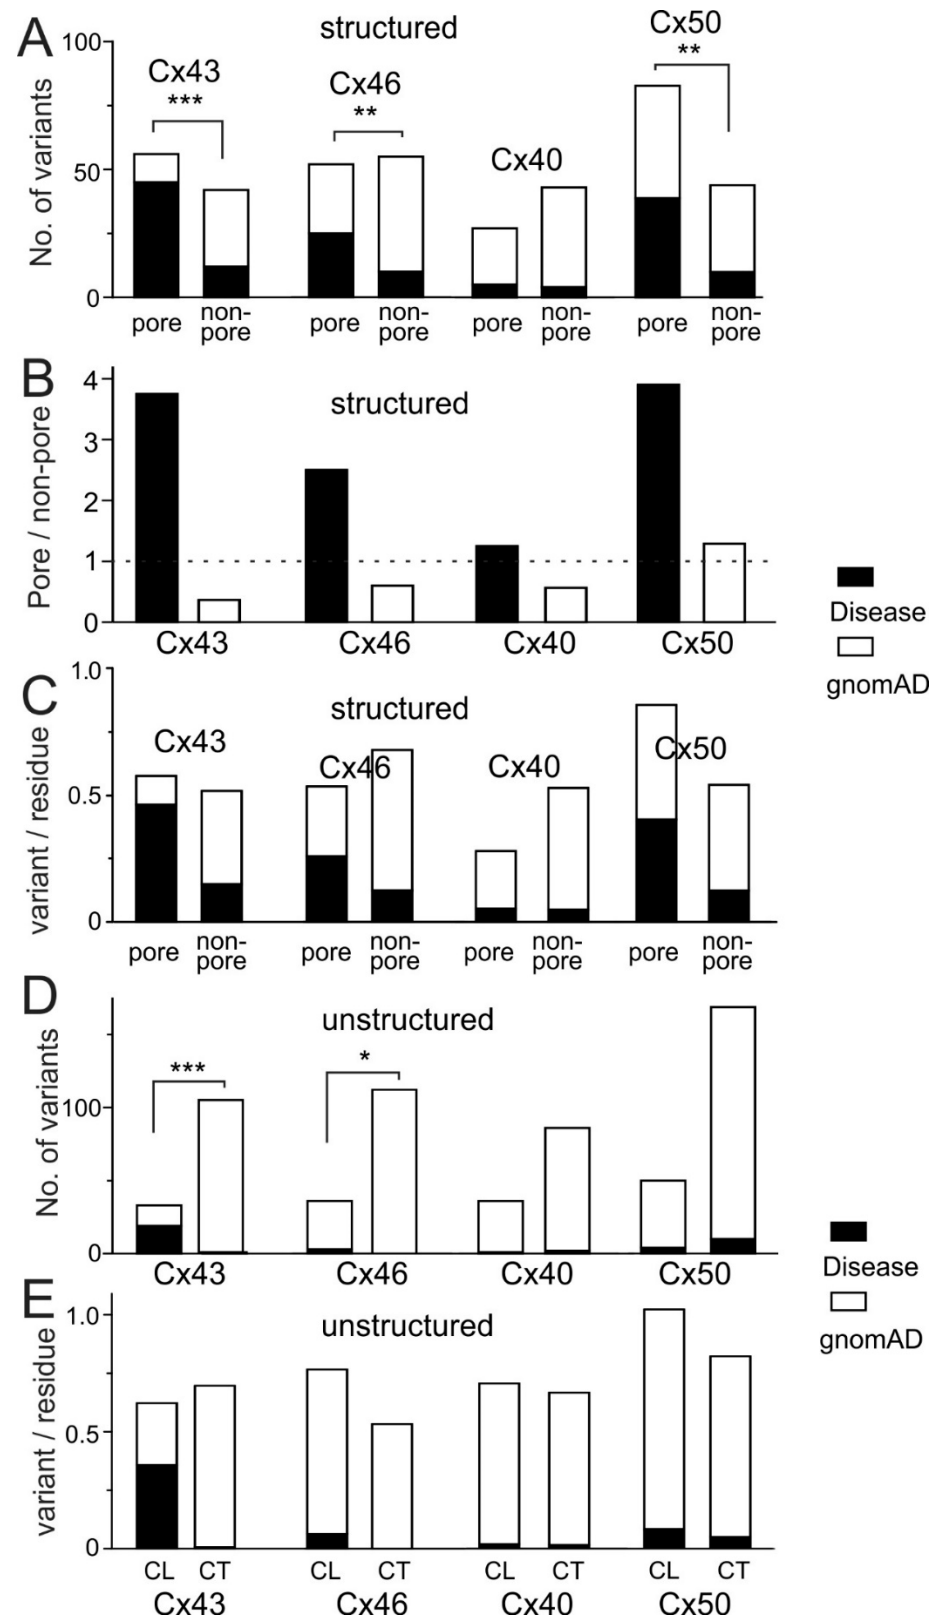 A
structured
Cx43
***
Cx46
**
Cx40
Cx50
**
No. of variants
100
50
0
pore
non-
pore
pore
non-
pore
pore
non-
pore
pore
non-
pore
B
structured
Pore / non-pore
4
3
2
1
0
Cx43
Cx46
Cx40
Cx50
Disease
gnomAD
C
structured
Cx43
Cx46
Cx40
Cx50
variant / residue
1.0
0.5
0
pore
non-
pore
pore
non-
pore
pore
non-
pore
pore
non-
pore
D
unstructured
***
*
No. of variants
100
0
Cx43
Cx46
Cx40
Cx50
Disease
gnomAD
E
unstructured
variant / residue
1.0
0.5
0
CL CT
CL CT
CL CT
CL CT
Cx43
Cx46
Cx40
Cx50